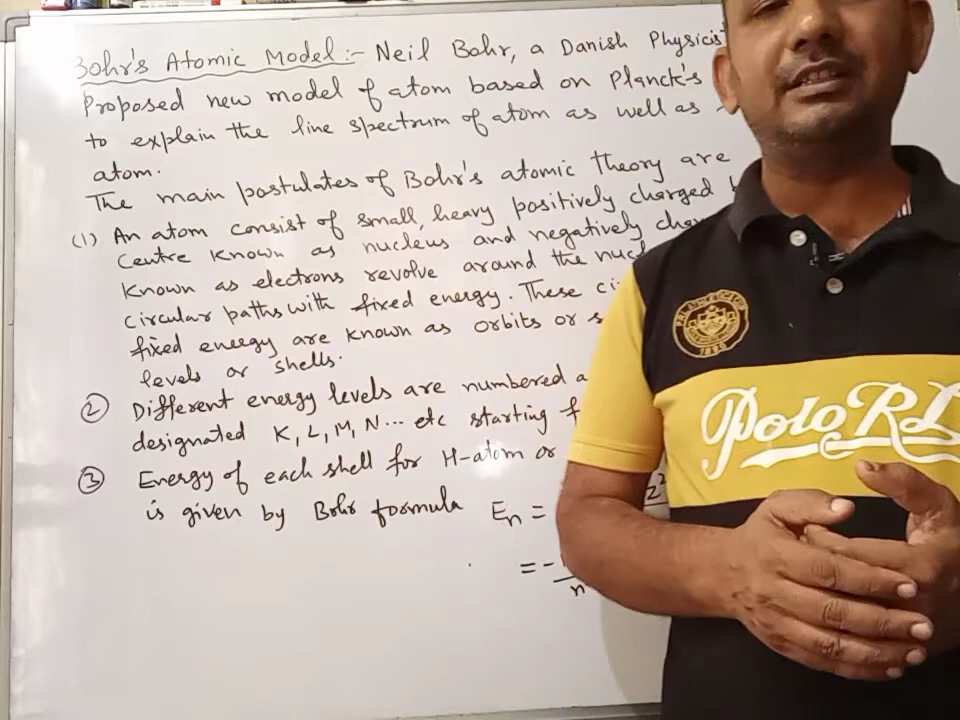 Bohr's Atomic Model:- Neil Bohr, a Danish Physicist
Proposed new model of atom based on Planck's
to explain the line spectrum of atom as well as
atom.
The main postulates of Bohr's atomic theory are
(1) An atom consist of small, heavy positively charged
Centre known as nucleus and negatively
known as electrons revolve around the
circular paths with fixed energy. These
fixed energy are known as orbits or
levels or shells.
② Different energy levels are numbered
designated K, L, M, N... etc starting
③ Energy of each shell for H-atom or
is given by Bohr formula En =
z²
= -
n
1895
Polo RL